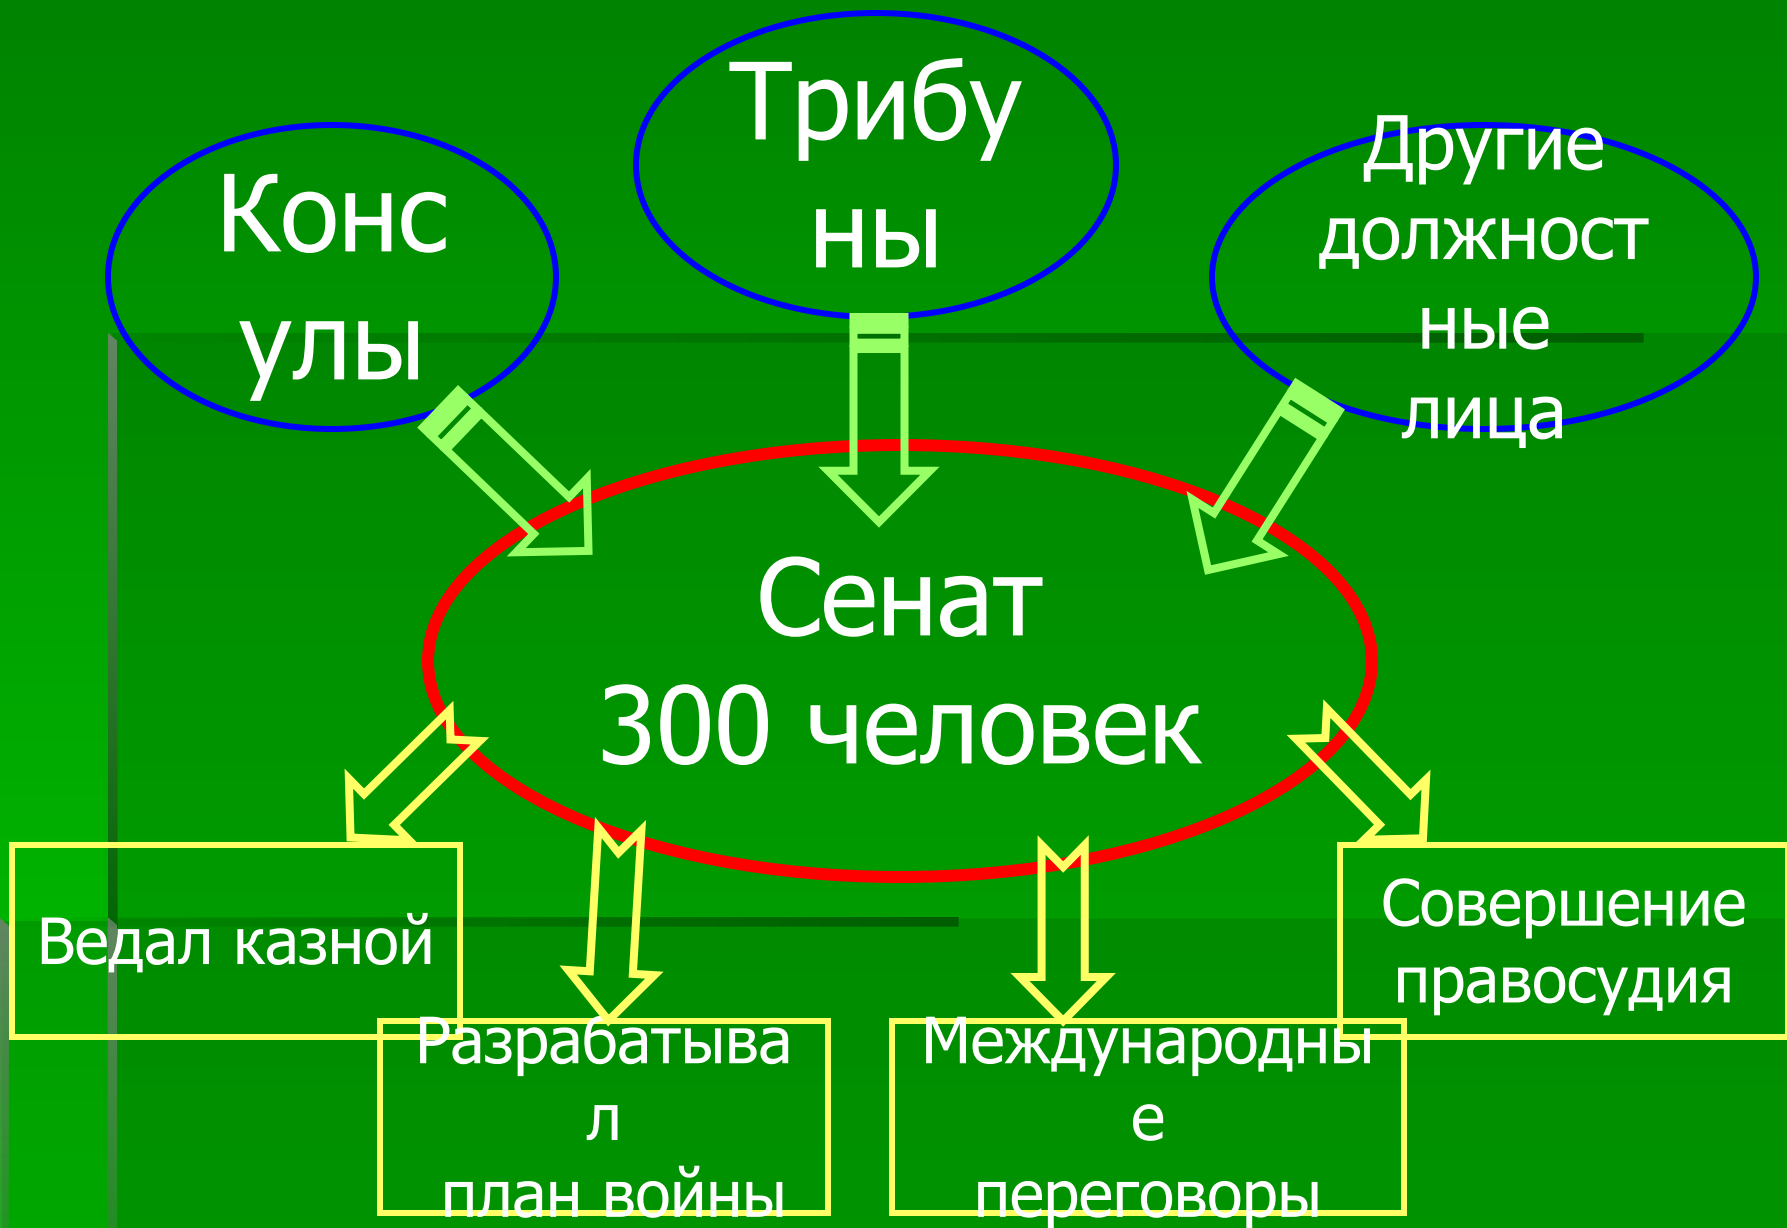 Трибу
ны
Конс
улы
Другие
должност
ные
лица
Сенат
300 человек
Ведал казной
Разрабатыва
л
план войны
Международны
е
переговоры
Совершение
правосудия